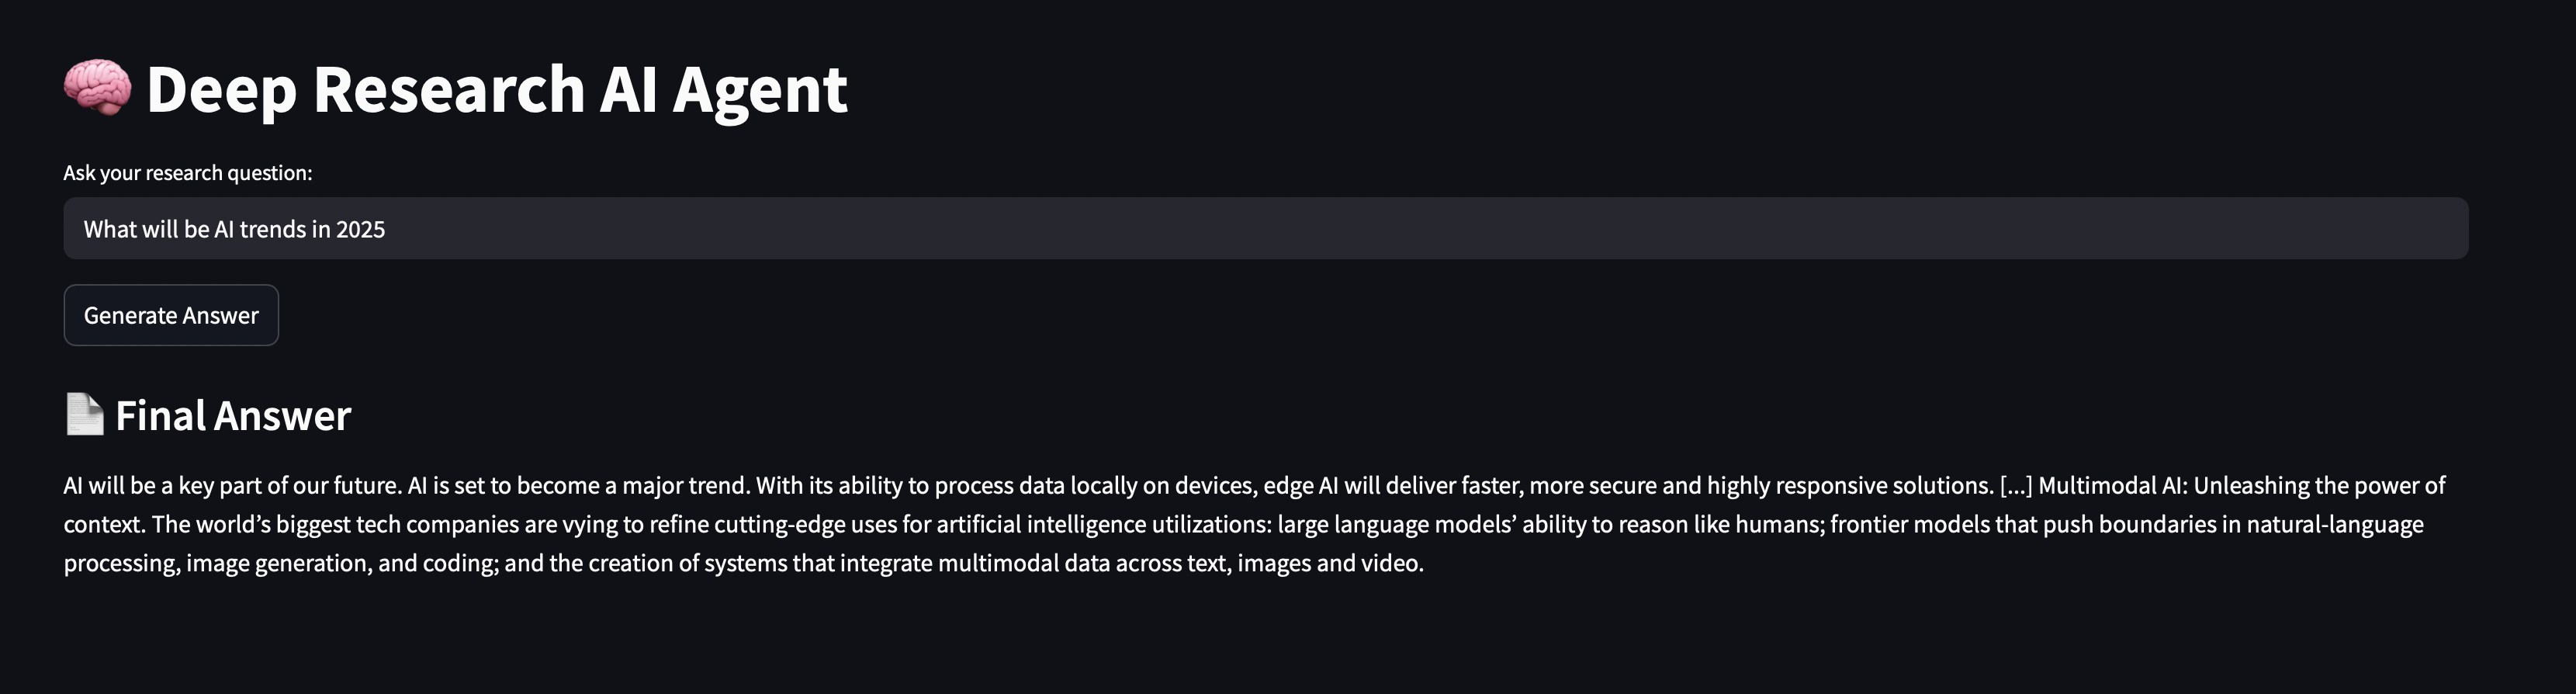 🧠 Deep Research AI Agent
Ask your research question:
What will be AI trends in 2025
Generate Answer
📄 Final Answer
AI will be a key part of our future. AI is set to become a major trend. With its ability to process data locally on devices, edge AI will deliver faster, more secure and highly responsive solutions. [...] Multimodal AI: Unleashing the power of
context. The world’s biggest tech companies are vying to refine cutting-edge uses for artificial intelligence utilizations: large language models’ ability to reason like humans; frontier models that push boundaries in natural-language
processing, image generation, and coding; and the creation of systems that integrate multimodal data across text, images and video.